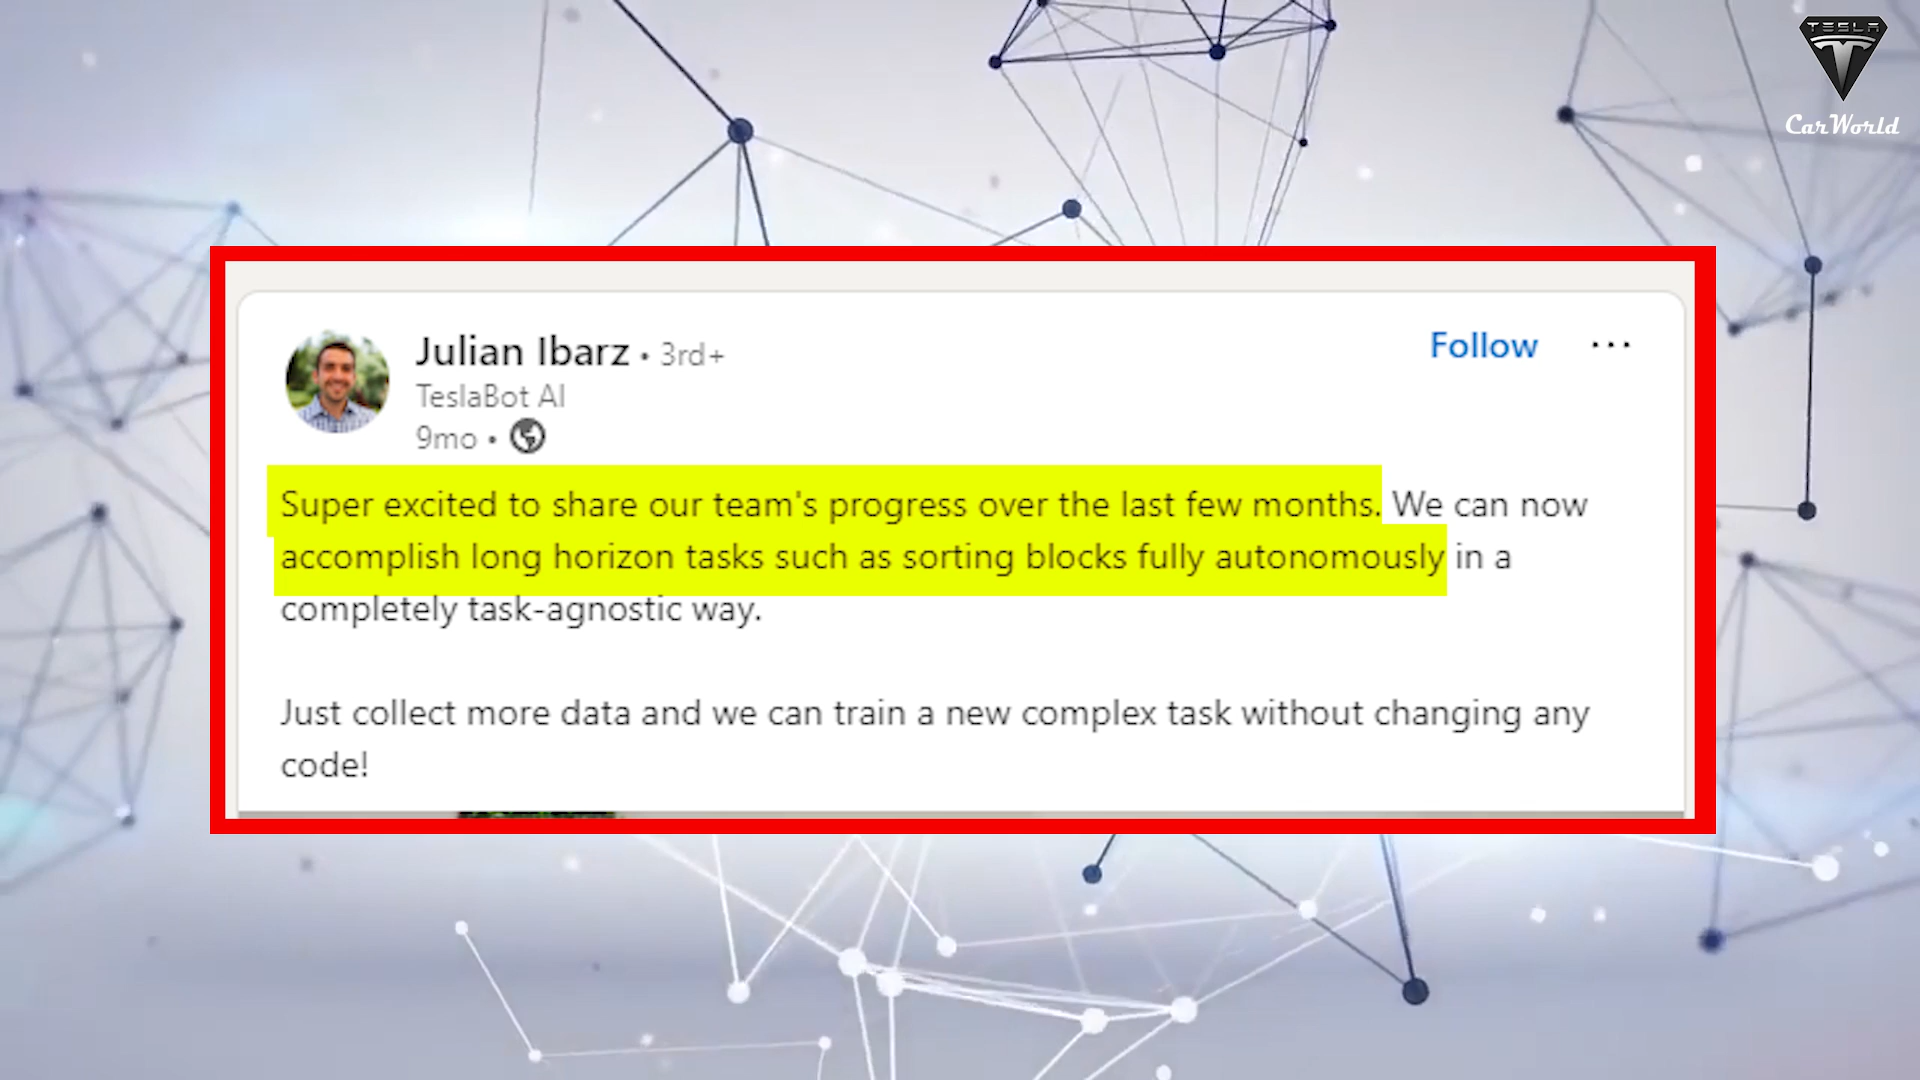 TESLA
CarWorld
Julian Ibarz • 3rd+
Follow ...
TeslaBot AI
9mo •
Super excited to share our team's progress over the last few months. We can now
accomplish long horizon tasks such as sorting blocks fully autonomously in a
completely task-agnostic way.
Just collect more data and we can train a new complex task without changing any
code!